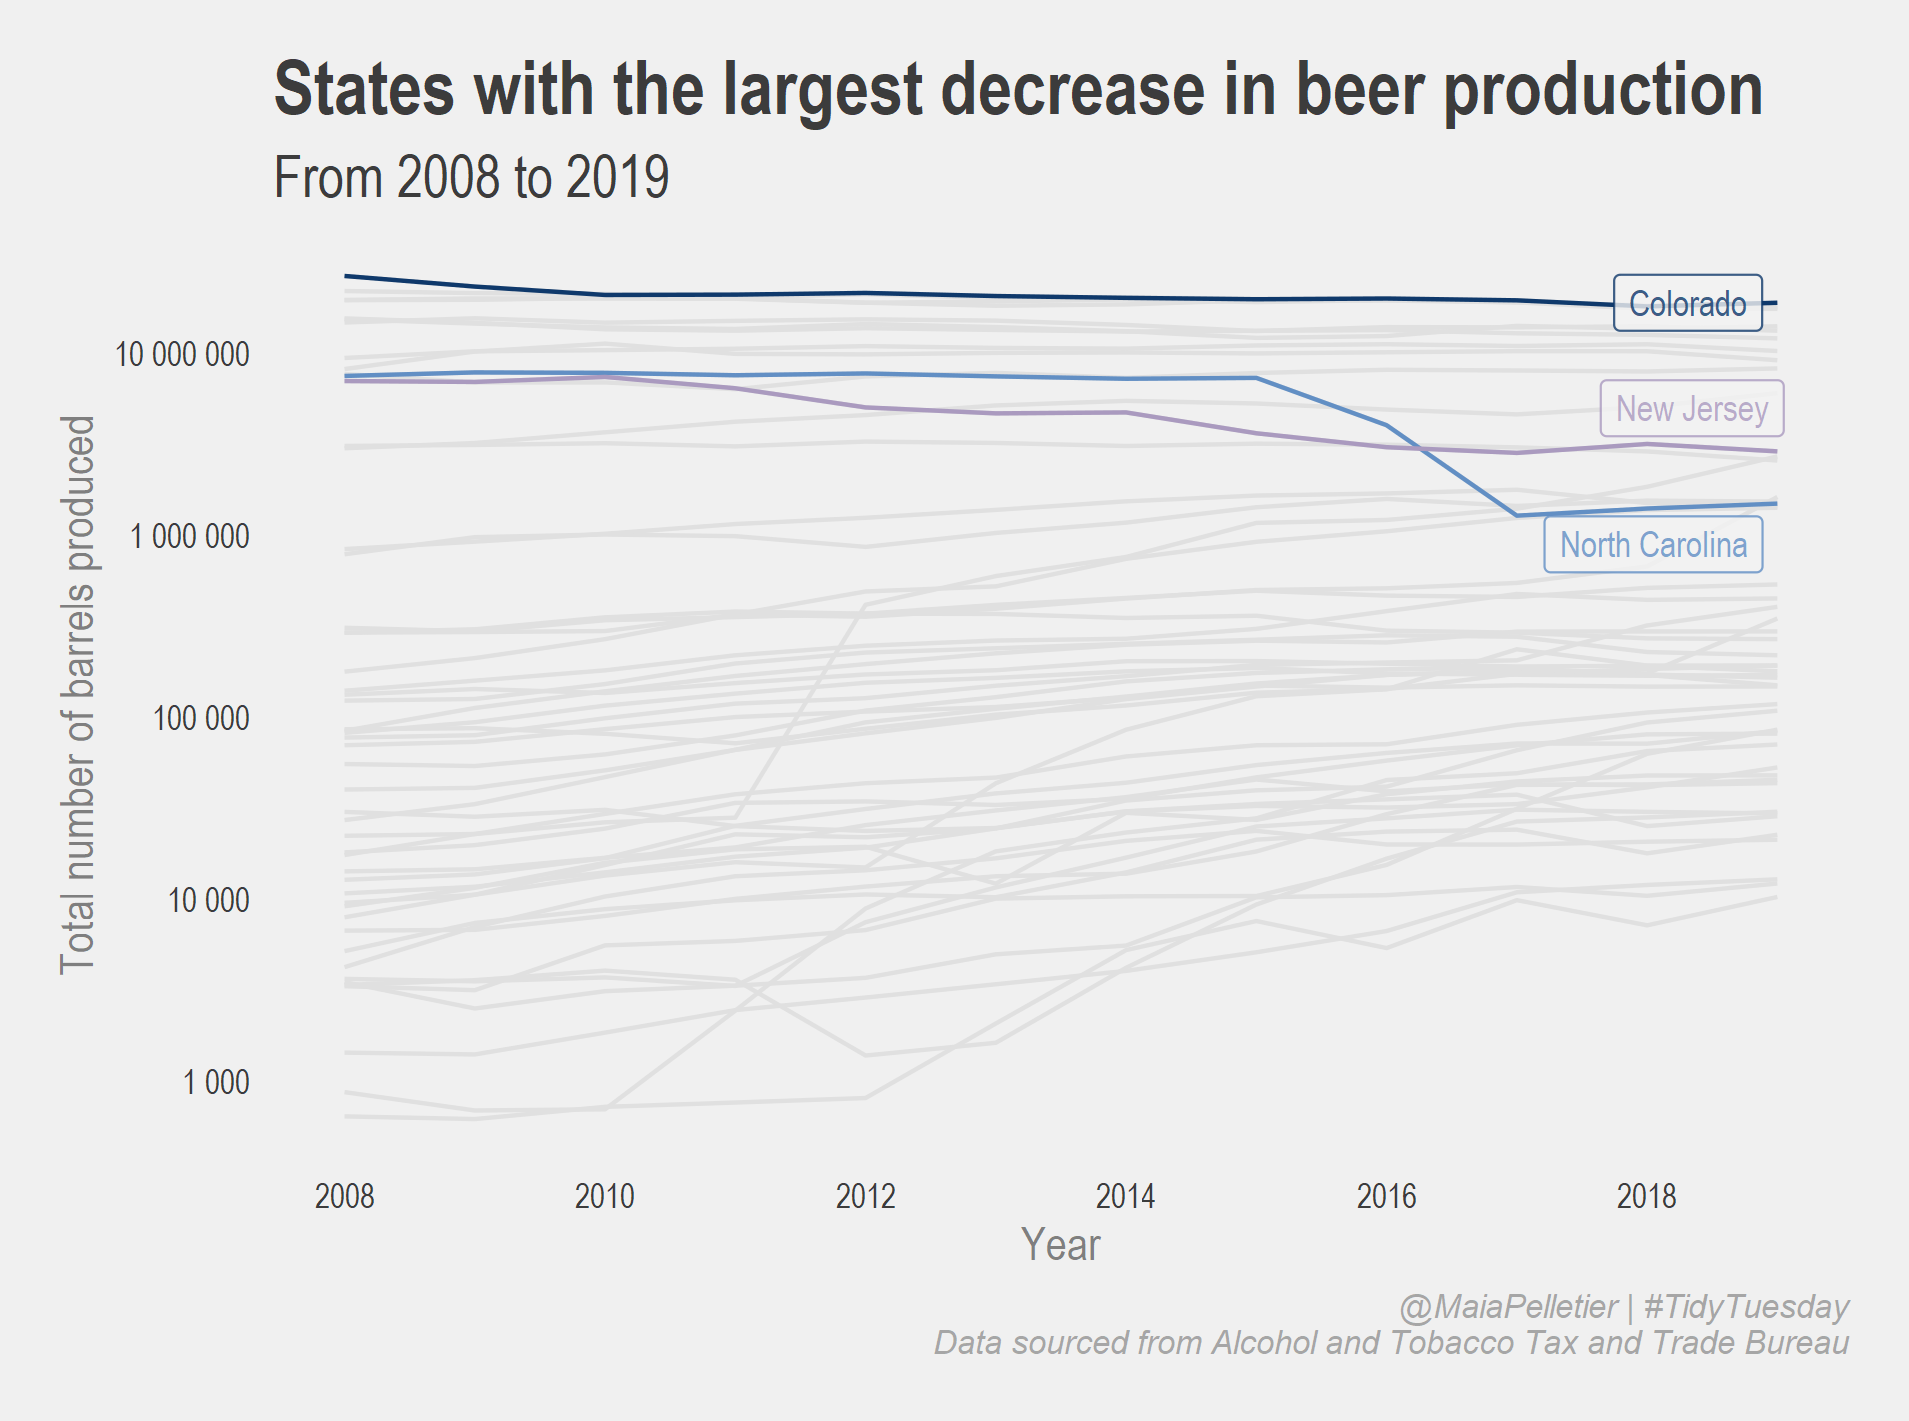 States with the largest decrease in beer production
From 2008 to 2019
Total number of barrels produced
10 000 000
1 000 000
100 000
10 000
1 000
Colorado
New Jersey
North Carolina
2008
2010
2012
2014
2016
2018
Year
@MaiaPelletier | #TidyTuesday
Data sourced from Alcohol and Tobacco Tax and Trade Bureau